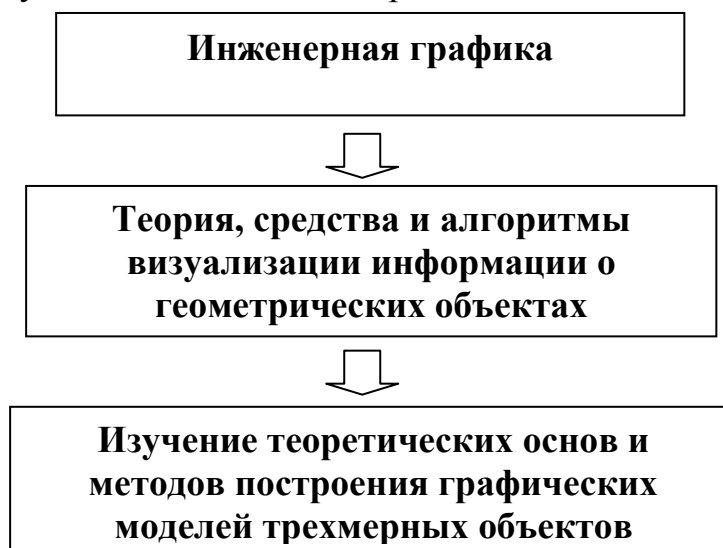 Инженерная графика
Теория, средства и алгоритмы
визуализации информации о
геометрических объектах
Изучение теоретических основ и
методов построения графических
моделей трехмерных объектов